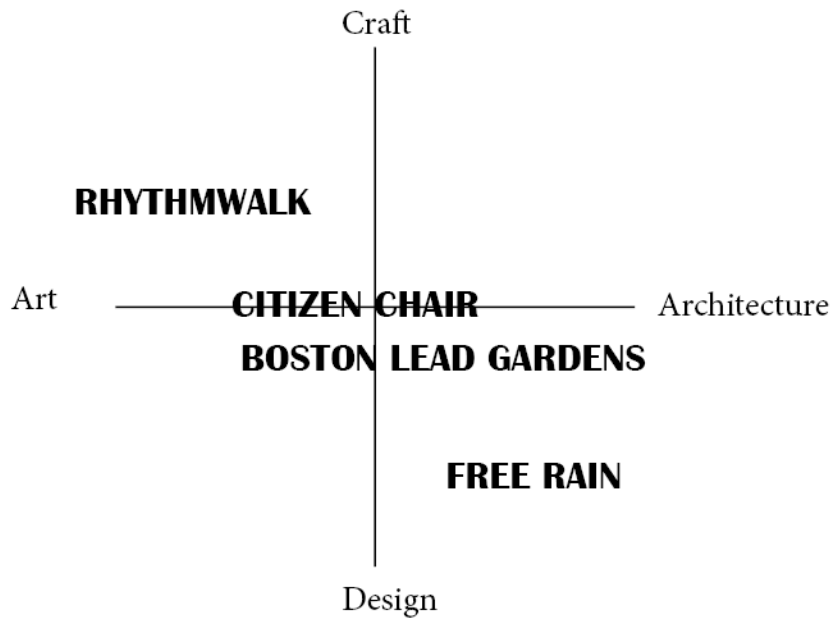 Craft
RHYTHMWALK
Art
CITIZEN CHAIR
Architecture
BOSTON LEAD GARDENS
FREE RAIN
Design